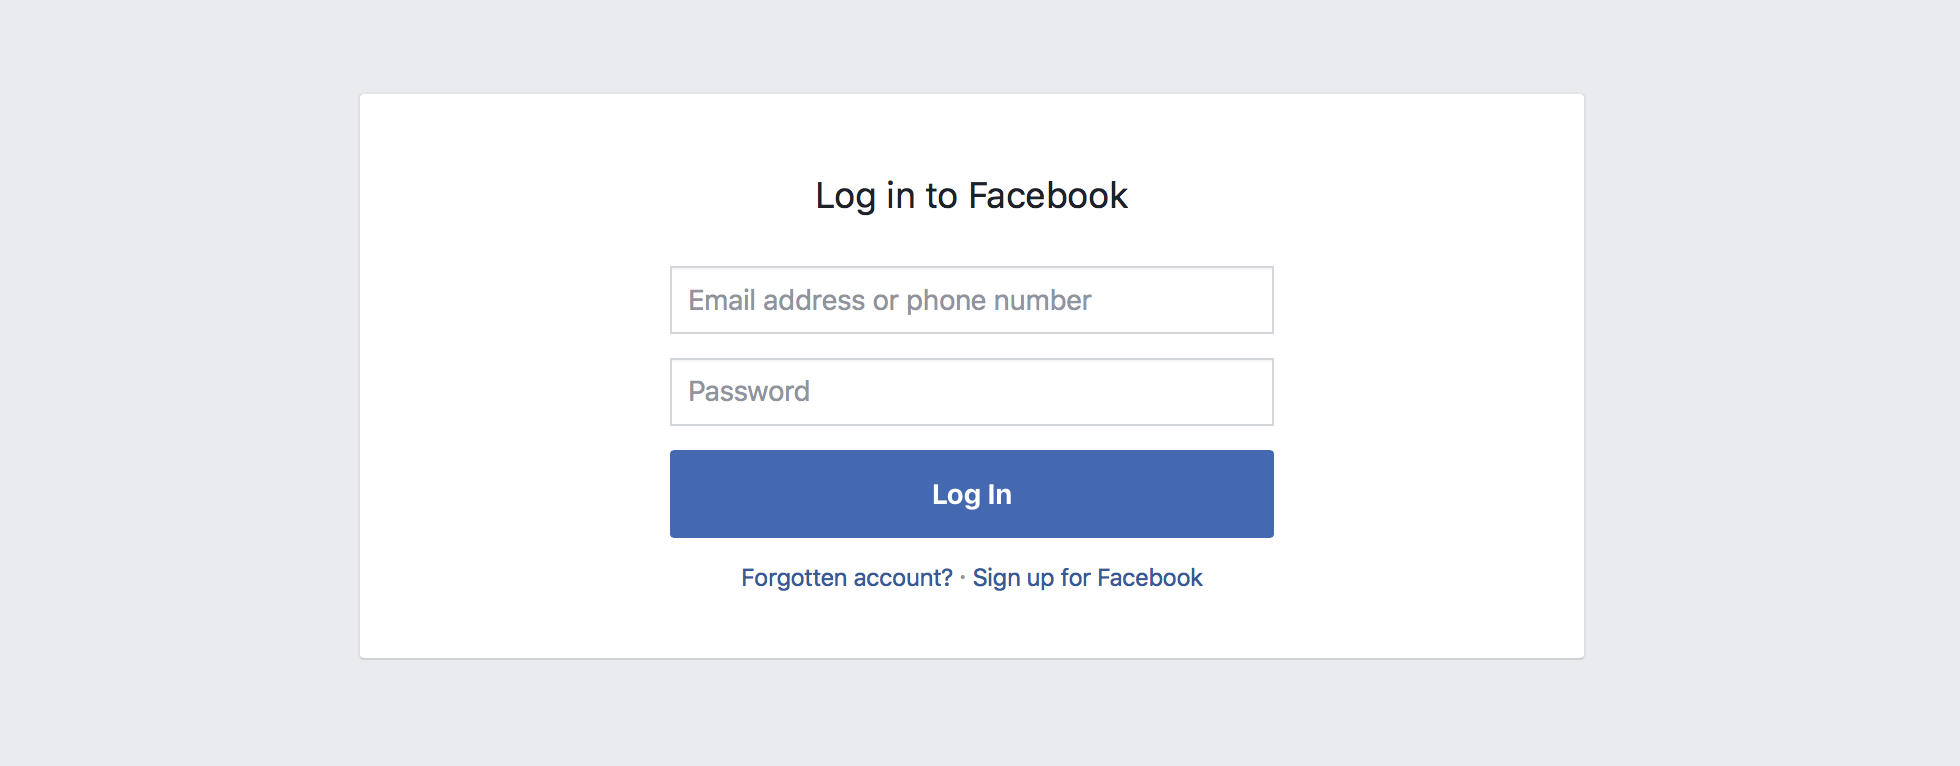 Log in to Facebook
Email address or phone number
Password
Log In
Forgotten account? · Sign up for Facebook